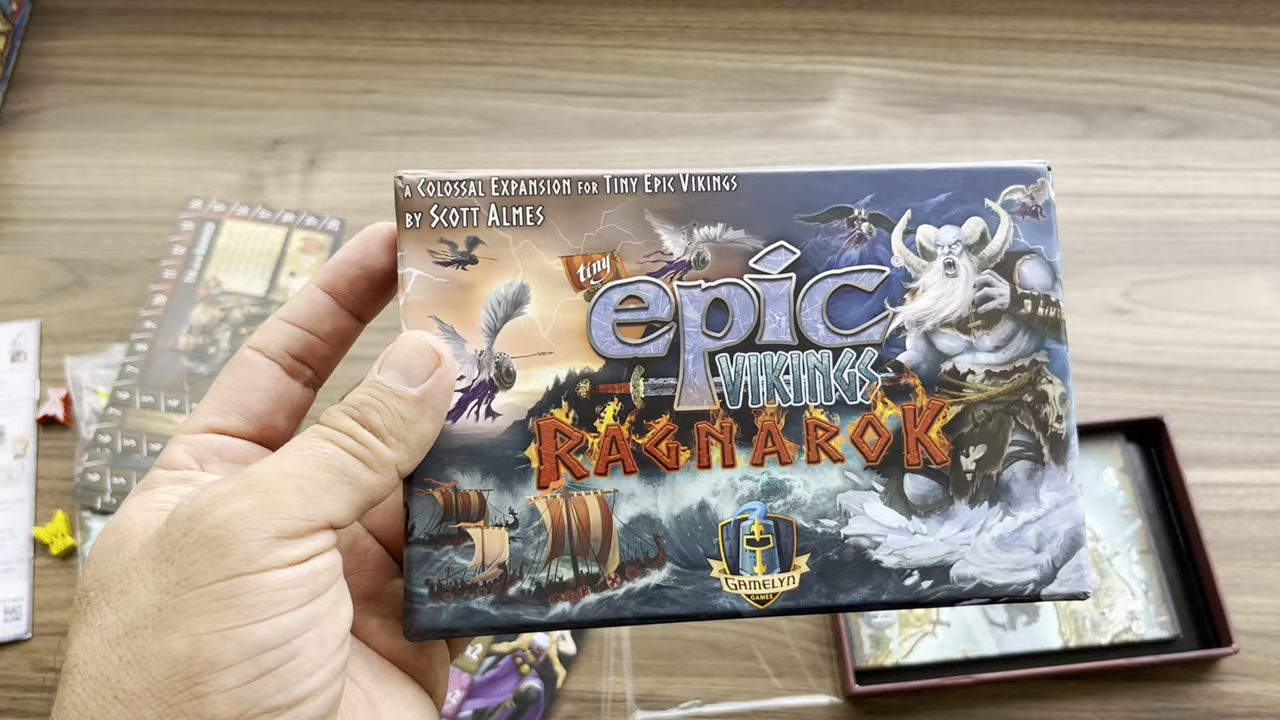 A COLOSSAL EXPANSION FOR TINY EPIC VIKINGS
BY SCOTT ALMES
tiny
epic®
VIKINGS
RAGNAROK
GAMELYN
GAMES